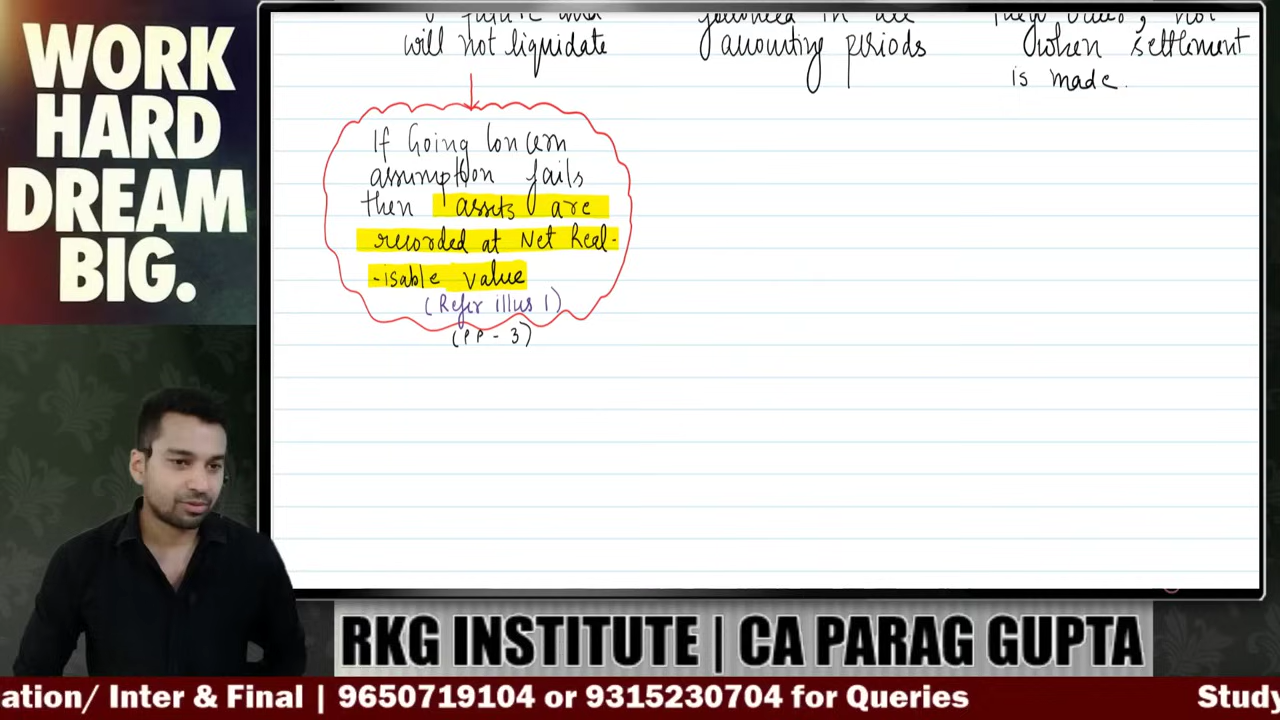 WORK
HARD
DREAM
BIG.
will not liquidate
accounting periods
when settlement
is made.
If Going Concern
assumption fails
then assets are
recorded at Net Real-
-isable value
(Refer illus 1)
(PP - 3)
RKG INSTITUTE | CA PARAG GUPTA
ation/ Inter & Final | 9650719104 or 9315230704 for Queries
Study